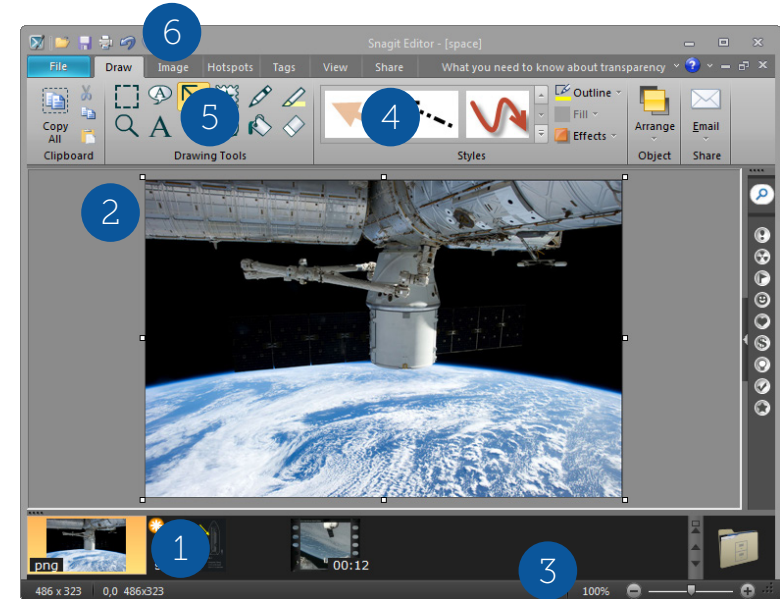 6
Snagit Editor - [space]
File Draw Image Hotspots Tags View Share What you need to know about transparency
Copy All
5
4
Outline
Fill
Effects
Arrange
Email
Clipboard Drawing Tools Styles Object Share
2
png
1
00:12
3
486 x 323 0,0 486x323 100%